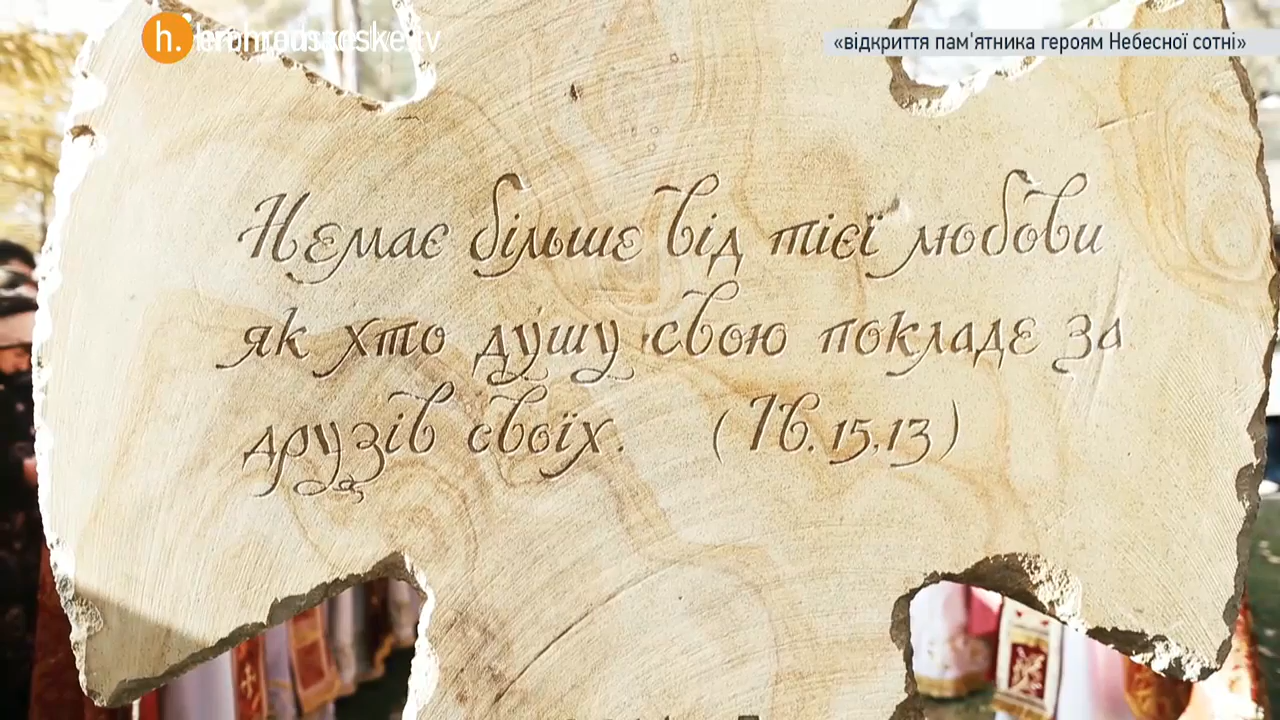 h.
«відкриття пам'ятника героям Небесної сотні»
Немає більше від тієї любови
як хто душу свою покладе за
друзів своїх. (Ів. 15,13)